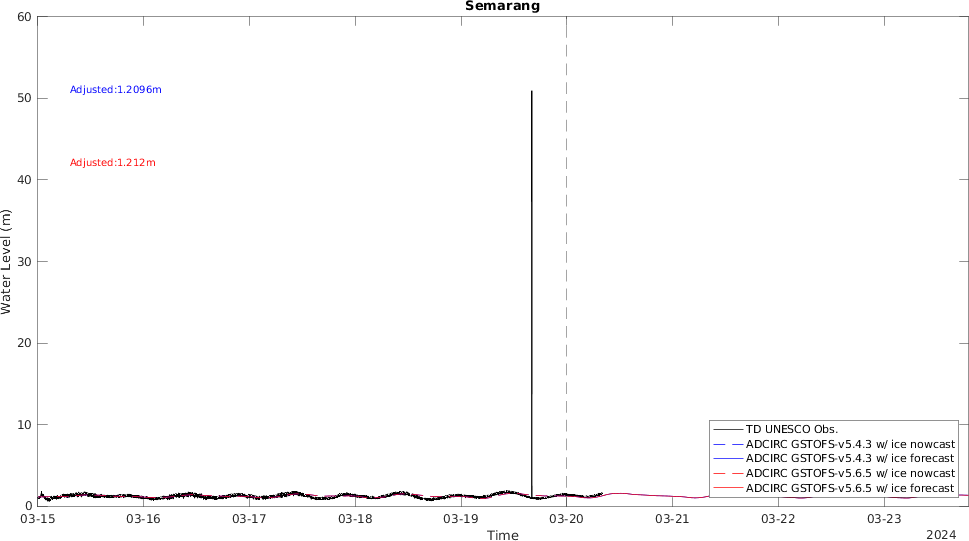 Semarang
60
50
40
30
20
10
0
Water Level (m)
Adjusted:1.2096m
Adjusted:1.212m
TD UNESCO Obs.
ADCIRC GSTOFS-v5.4.3 w/ ice nowcast
ADCIRC GSTOFS-v5.4.3 w/ ice forecast
ADCIRC GSTOFS-v5.6.5 w/ ice nowcast
ADCIRC GSTOFS-v5.6.5 w/ ice forecast
03-15 03-16 03-17 03-18 03-19 03-20 03-21 03-22 03-23
Time
2024